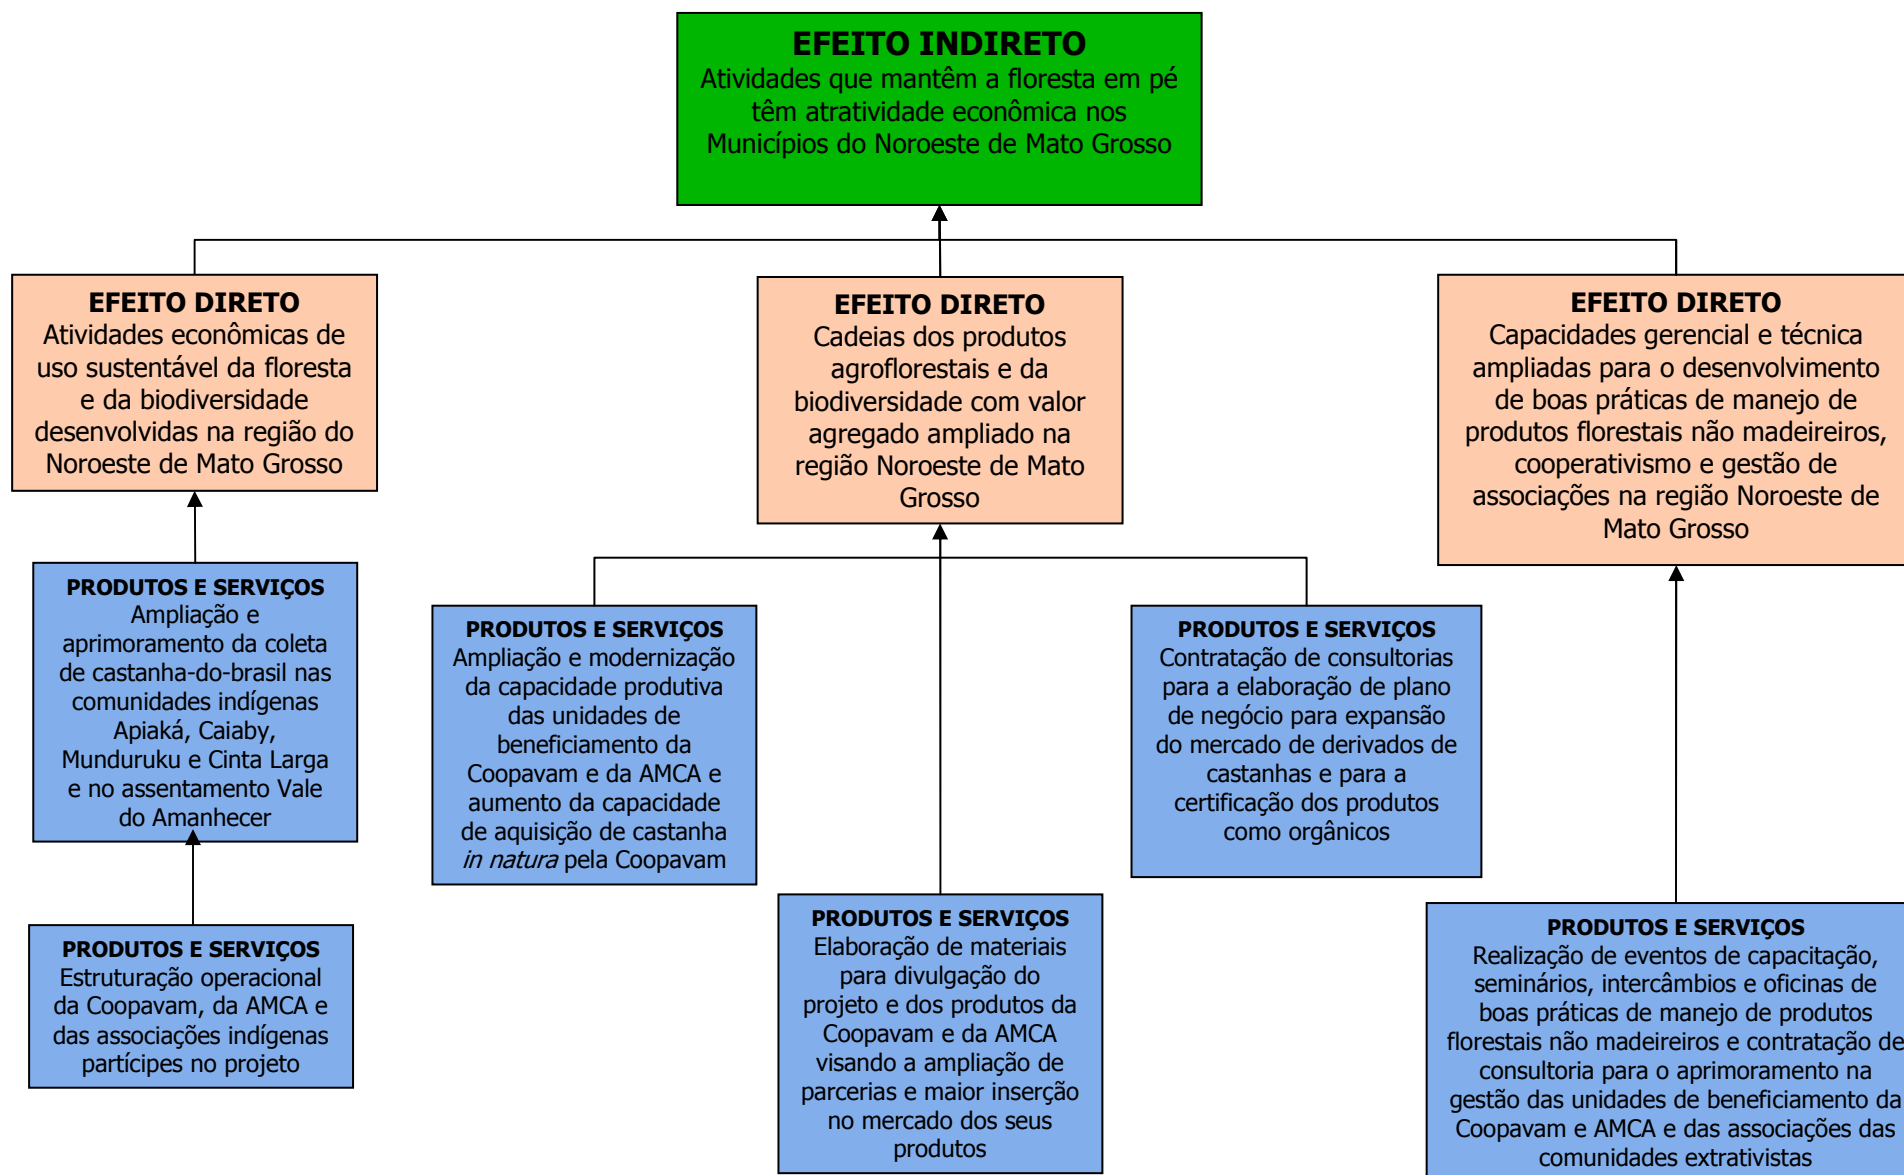 EFEITO INDIRETO
Atividades que mantêm a floresta em pé
têm atratividade econômica nos
Municípios do Noroeste de Mato Grosso
EFEITO DIRETO
Atividades econômicas de
uso sustentável da floresta
e da biodiversidade
desenvolvidas na região do
Noroeste de Mato Grosso
EFEITO DIRETO
Cadeias dos produtos
agroflorestais e da
biodiversidade com valor
agregado ampliado na
região Noroeste de Mato
Grosso
EFEITO DIRETO
Capacidades gerencial e técnica
ampliadas para o desenvolvimento
de boas práticas de manejo de
produtos florestais não madeireiros,
cooperativismo e gestão de
associações na região Noroeste de
Mato Grosso
PRODUTOS E SERVIÇOS
Ampliação e
aprimoramento da coleta
de castanha-do-brasil nas
comunidades indígenas
Apiaká, Caiaby,
Munduruku e Cinta Larga
e no assentamento Vale
do Amanhecer
PRODUTOS E SERVIÇOS
Ampliação e modernização
da capacidade produtiva
das unidades de
beneficiamento da
Coopavam e da AMCA e
aumento da capacidade
de aquisição de castanha
in natura pela Coopavam
PRODUTOS E SERVIÇOS
Contratação de consultorias
para a elaboração de plano
de negócio para expansão
do mercado de derivados de
castanhas e para a
certificação dos produtos
como orgânicos
PRODUTOS E SERVIÇOS
Estruturação operacional
da Coopavam, da AMCA e
das associações indígenas
partícipes no projeto
PRODUTOS E SERVIÇOS
Elaboração de materiais
para divulgação do
projeto e dos produtos da
Coopavam e da AMCA
visando a ampliação de
parcerias e maior inserção
no mercado dos seus
produtos
PRODUTOS E SERVIÇOS
Realização de eventos de capacitação,
seminários, intercâmbios e oficinas de
boas práticas de manejo de produtos
florestais não madeireiros e contratação de
consultoria para o aprimoramento na
gestão das unidades de beneficiamento da
Coopavam e AMCA e das associações das
comunidades extrativistas